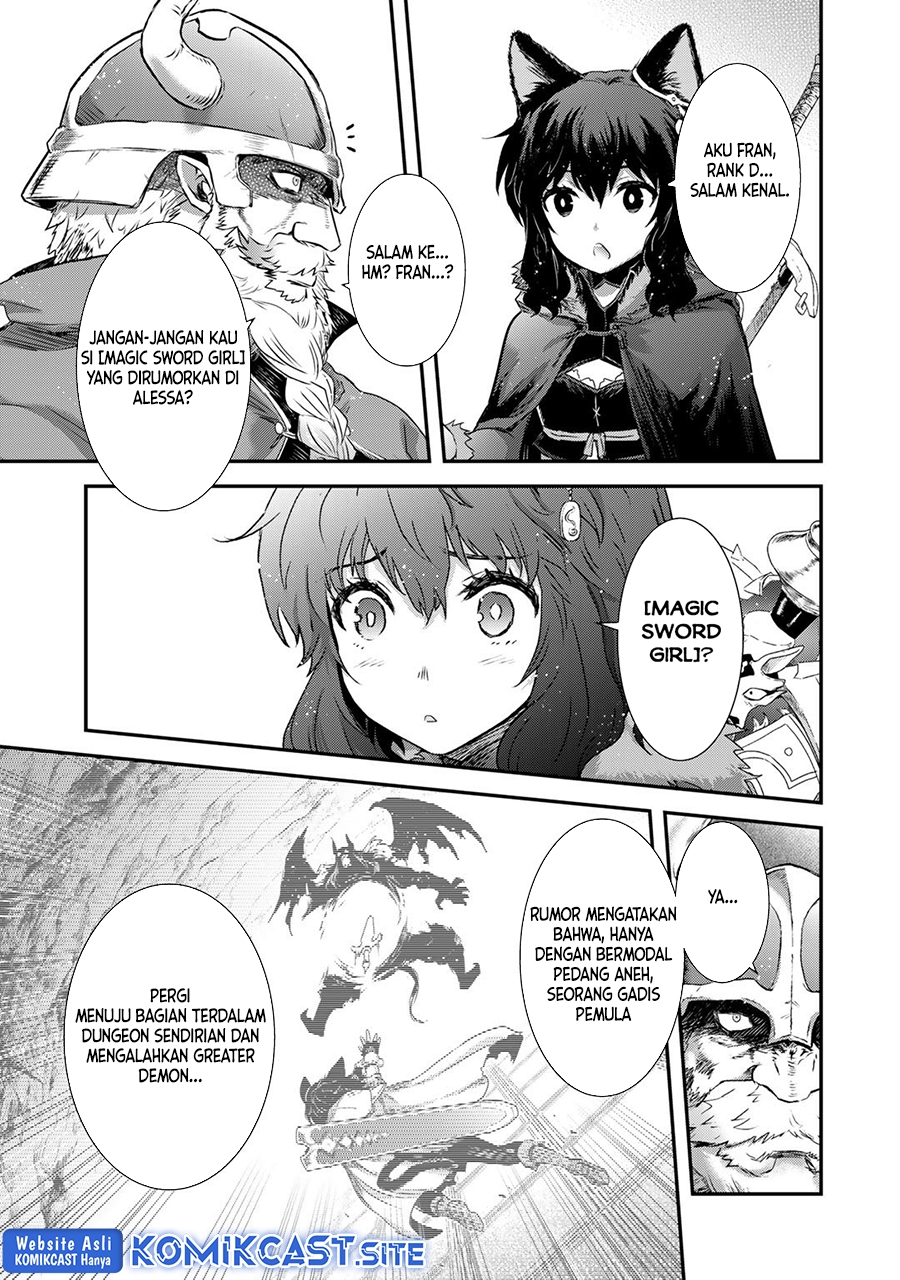 AKU FRAN,
RANK D...
SALAM KENAL.
SALAM KE...
HM? FRAN...?
JANGAN-JANGAN KAU
SI [MAGIC SWORD GIRL]
YANG DIRUMORKAN DI
ALESSA?
[MAGIC
SWORD
GIRL]?
YA...
RUMOR MENGATAKAN
BAHWA, HANYA
DENGAN BERMODAL
PEDANG ANEH,
SEORANG GADIS
PEMULA
PERGI
MENUJU BAGIAN TERDALAM
DUNGEON SENDIRIAN DAN
MENGALAHKAN GREATER
DEMON...
Website Asli
KOMIKCAST Hanya
KOMIKCAST.SITE